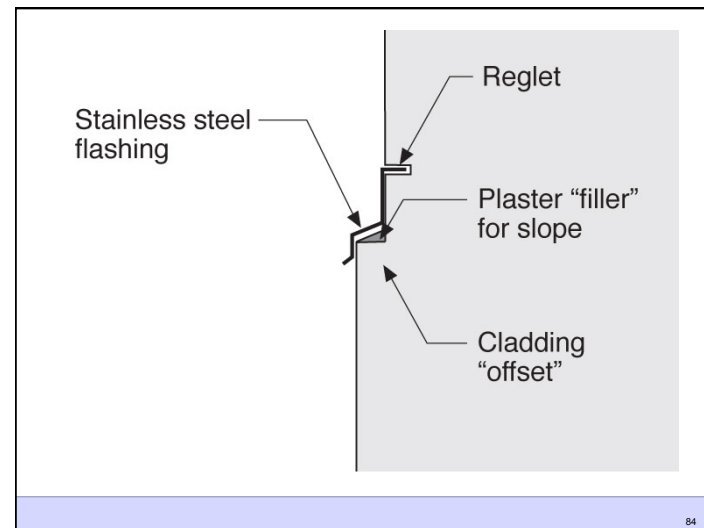 Reglet
Stainless steel
flashing
Plaster “filler”
for slope
Cladding
“offset”
84